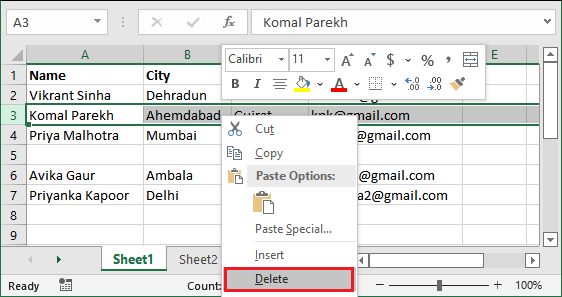 A3 Komal Parekh
Calibri 11 A A $ % ,
B I A
A B E
1 Name City
2 Vikrant Sinha Dehradun
3 Komal Parekh Ahemdabad Gujrat knk@gmail.com
4 Priya Malhotra Mumbai @gmail.com
5
6 Avika Gaur Ambala @gmail.com
7 Priyanka Kapoor Delhi a2@gmail.com
8
9
Cut
Copy
Paste Options:
Paste Special...
Insert
Delete
Sheet1 Sheet2
Ready Count: 100%